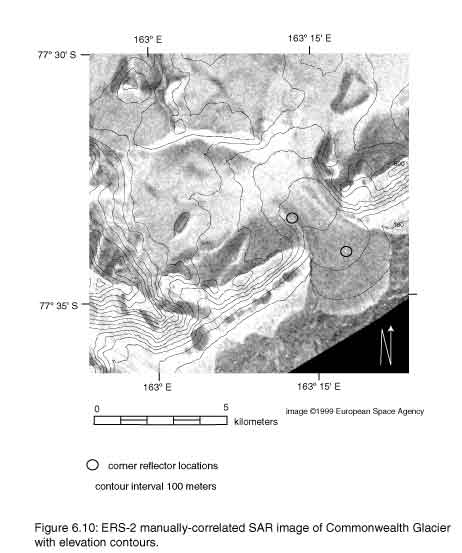 163° E
163° 15' E
77° 30' S
77° 35' S
163° E
163° 15' E
N
0
5
kilometers
image ©1999 European Space Agency
corner reflector locations
contour interval 100 meters
Figure 6.10: ERS-2 manually-correlated SAR image of Commonwealth Glacier
with elevation contours.